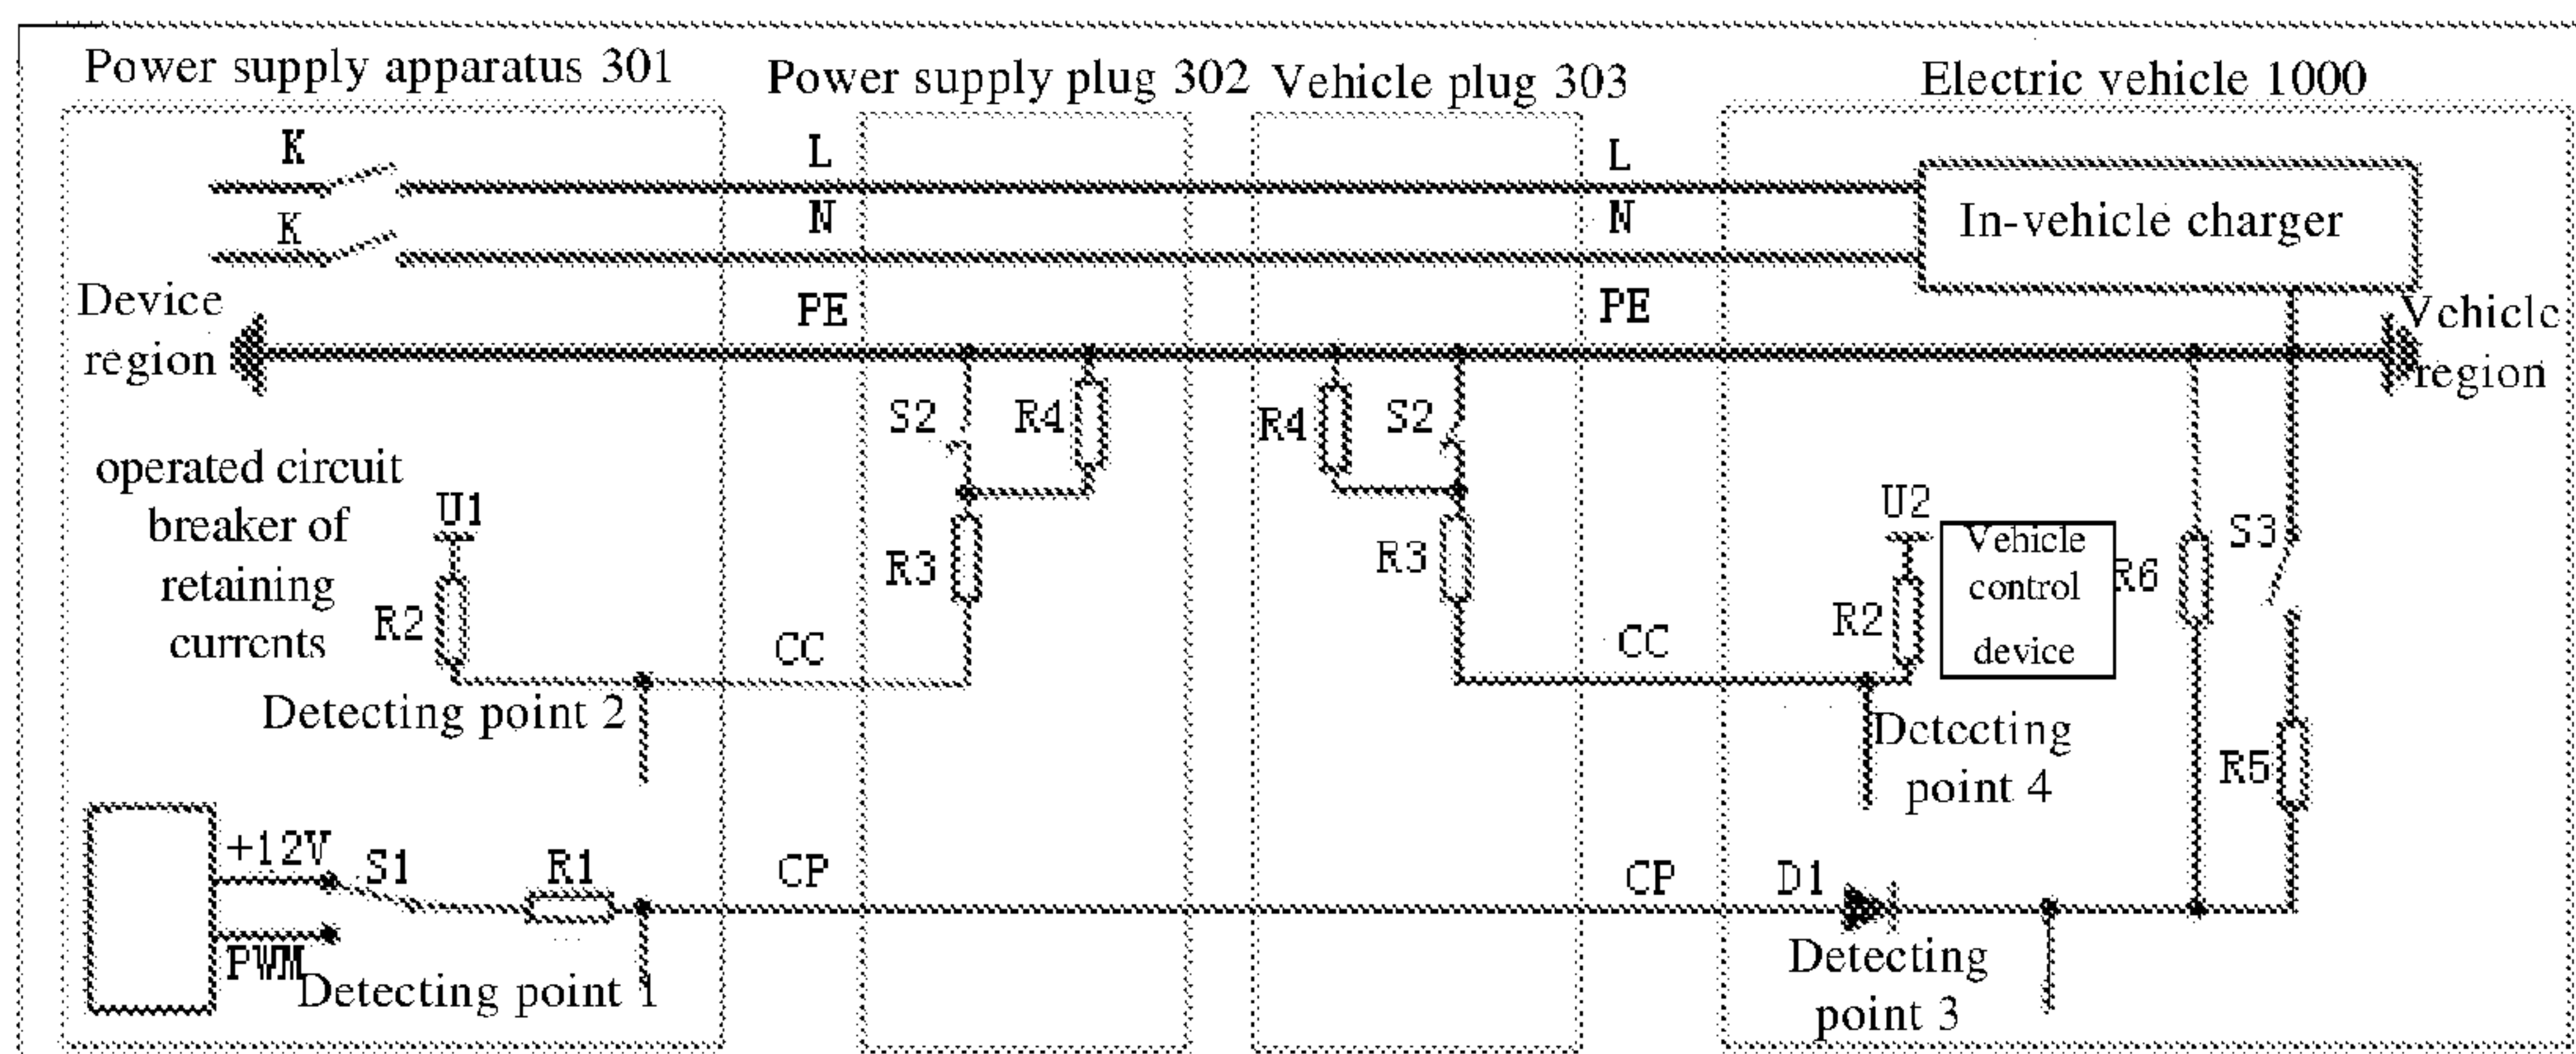 Power supply apparatus 301
Power supply plug 302
Vehicle plug 303
Electric vehicle 1000
K
L
L
In-vehicle charger
K
N
N
Device
region
PE
PE
Vehicle
region
S2
R4
R4
S2
operated circuit
breaker of
retaining
currents
U1
R2
R3
R3
U2
Vehicle
control
device
R6
S3
R2
CC
CC
Detecting point 2
Detecting
point 4
R5
+12V
S1
R1
CP
CP
D1
PWM
Detecting point 1
Detecting
point 3